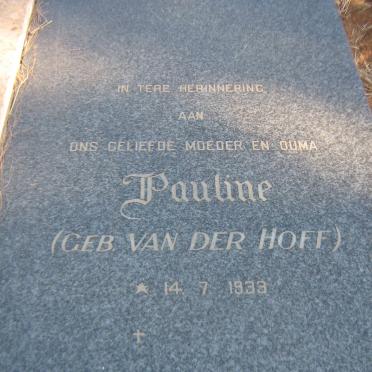 IN TERE HERINNERING
AAN
ONS GELIEFDE MOEDER EN OUMA
Pauline
(GEB VAN DER HOFF)
* 14. 7 1933
†